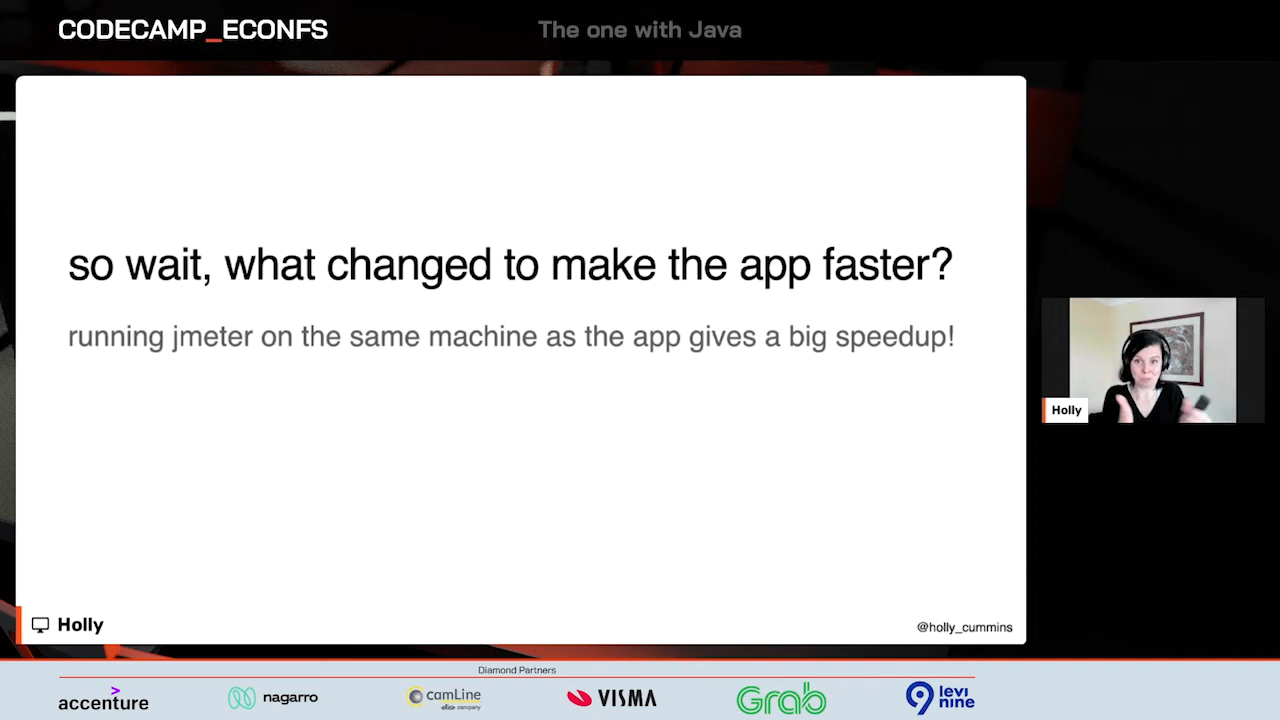 CODECAMP_ECONFS
The one with Java
so wait, what changed to make the app faster?
running jmeter on the same machine as the app gives a big speedup!
Holly
Holly
@holly_cummins
Diamond Partners
accenture
nagarro
camLine
elisa company
VISMA
Grab
levi
nine